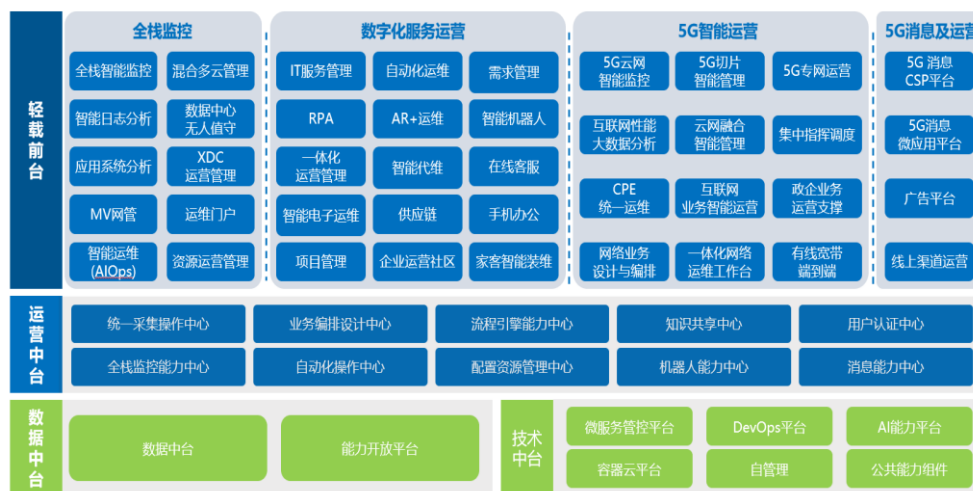 全栈监控
数字化服务运营
5G智能运营
5G消息及运营
轻载前台
全栈智能监控
混合多云管理
智能日志分析
数据中心
无人值守
应用系统分析
XDC
运营管理
MV网管
运维门户
智能运维
(AIOps)
资源运营管理
IT服务管理
自动化运维
需求管理
RPA
AR+运维
智能机器人
一体化
运营管理
智能代维
在线客服
智能电子运维
供应链
手机办公
项目管理
企业运营社区
家客智能装维
5G云网
智能监控
5G切片
智能管理
5G专网运营
互联网性能
大数据分析
云网融合
智能管理
集中指挥调度
CPE
统一运维
互联网
业务智能运营
政企业务
运营支撑
网络业务
设计与编排
一体化网络
运维工作台
有线宽带
端到端
5G 消息
CSP平台
5G消息
微应用平台
广告平台
线上渠道运营
运营中台
统一采集操作中心
业务编排设计中心
流程引擎能力中心
知识共享中心
用户认证中心
全栈监控能力中心
自动化操作中心
配置资源管理中心
机器人能力中心
消息能力中心
数据中台
数据中台
能力开放平台
技术
中台
微服务管控平台
DevOps平台
AI能力平台
容器云平台
自管理
公共能力组件